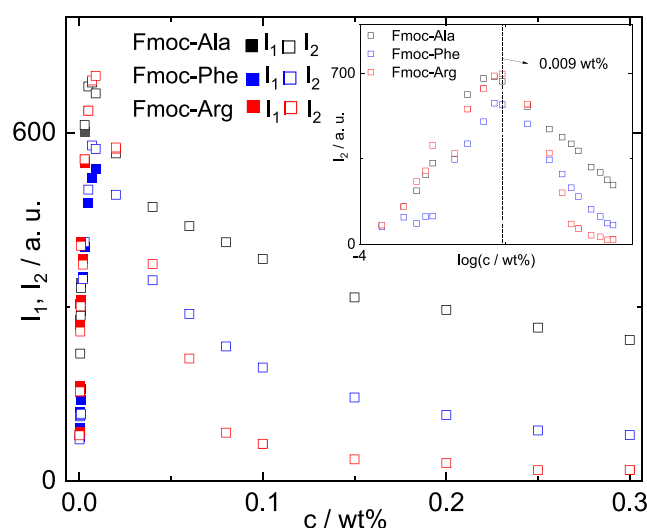 Fmoc-Ala I₁ I₂
Fmoc-Phe I₁ I₂
Fmoc-Arg I₁ I₂
I₁, I₂ / a. u.
600
0
0.0 0.1 0.2 0.3
c / wt%
Fmoc-Ala
Fmoc-Phe
Fmoc-Arg
0.009 wt%
700
I₂ / a. u.
0
-4
log(c / wt%)